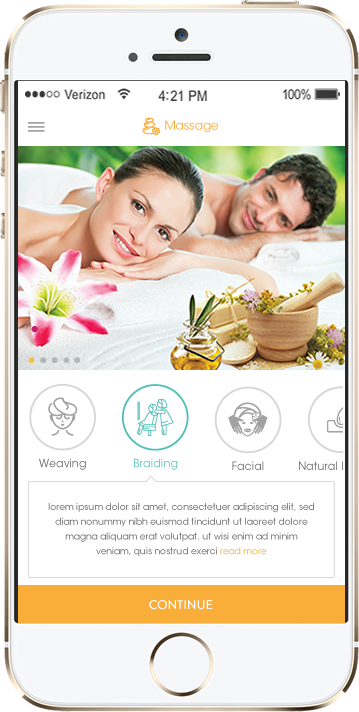 Verizon 4:21 PM 100%
Massage
Weaving Braiding Facial Natural
lorem ipsum dolor sit amet, consectetuer adipiscing elit, sed
diam nonummy nibh euismod tincidunt ut laoreet dolore
magna aliquam erat volutpat. ut wisi enim ad minim
veniam, quis nostrud exerci read more
CONTINUE